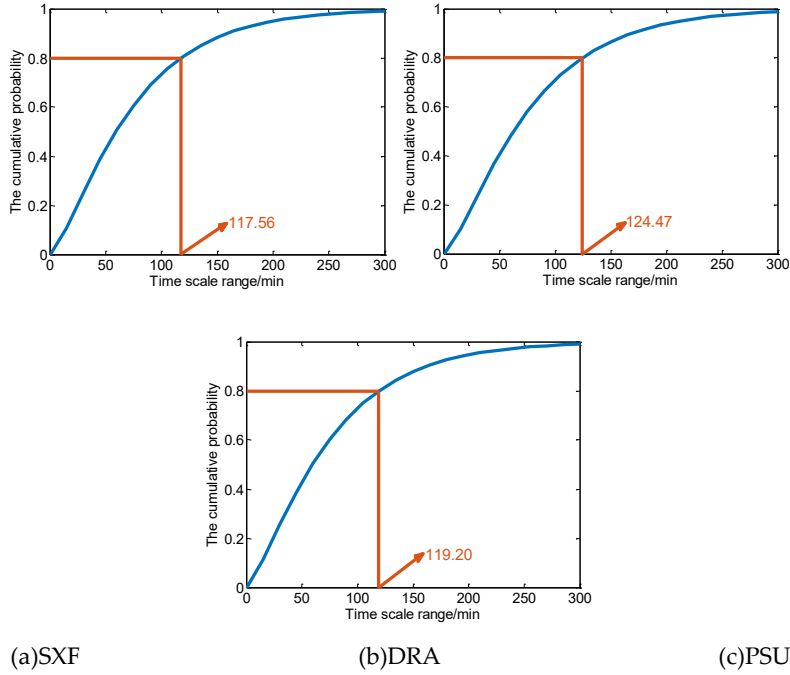 The cumulative probability
1
0.8
0.6
0.4
0.2
0
117.56
0 50 100 150 200 250 300
Time scale range/min
The cumulative probability
1
0.8
0.6
0.4
0.2
0
124.47
0 50 100 150 200 250 300
Time scale range/min
The cumulative probability
1
0.8
0.6
0.4
0.2
0
119.20
0 50 100 150 200 250 300
Time scale range/min
(a)SXF (b)DRA (c)PSU